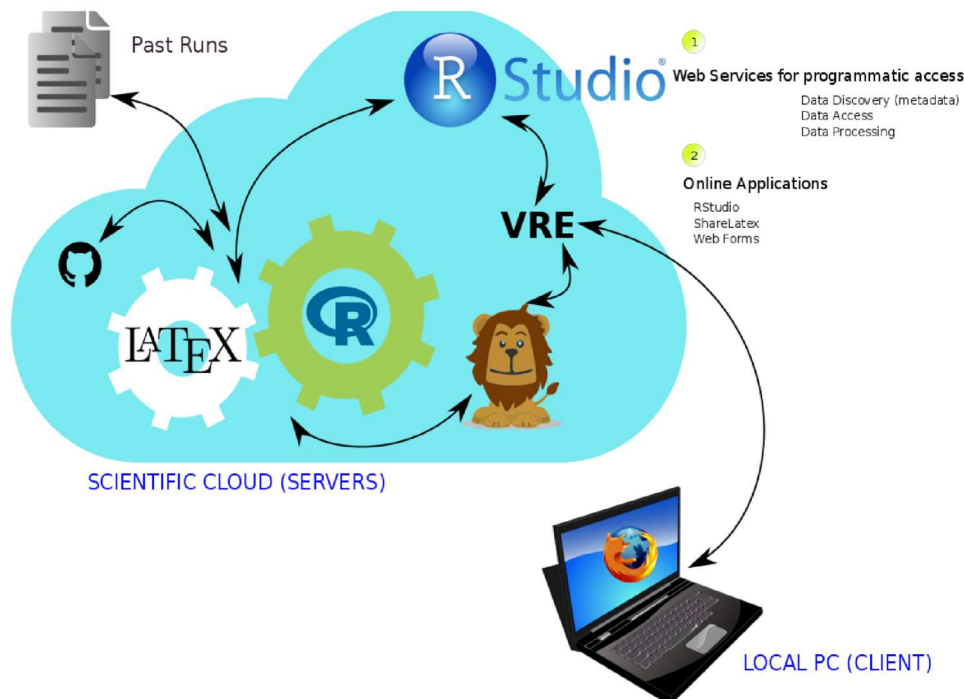 Past Runs
R Studio®
1
Web Services for programmatic access
Data Discovery (metadata)
Data Access
Data Processing
2
Online Applications
RStudio
ShareLatex
Web Forms
VRE
LATEX
R
SCIENTIFIC CLOUD (SERVERS)
LOCAL PC (CLIENT)